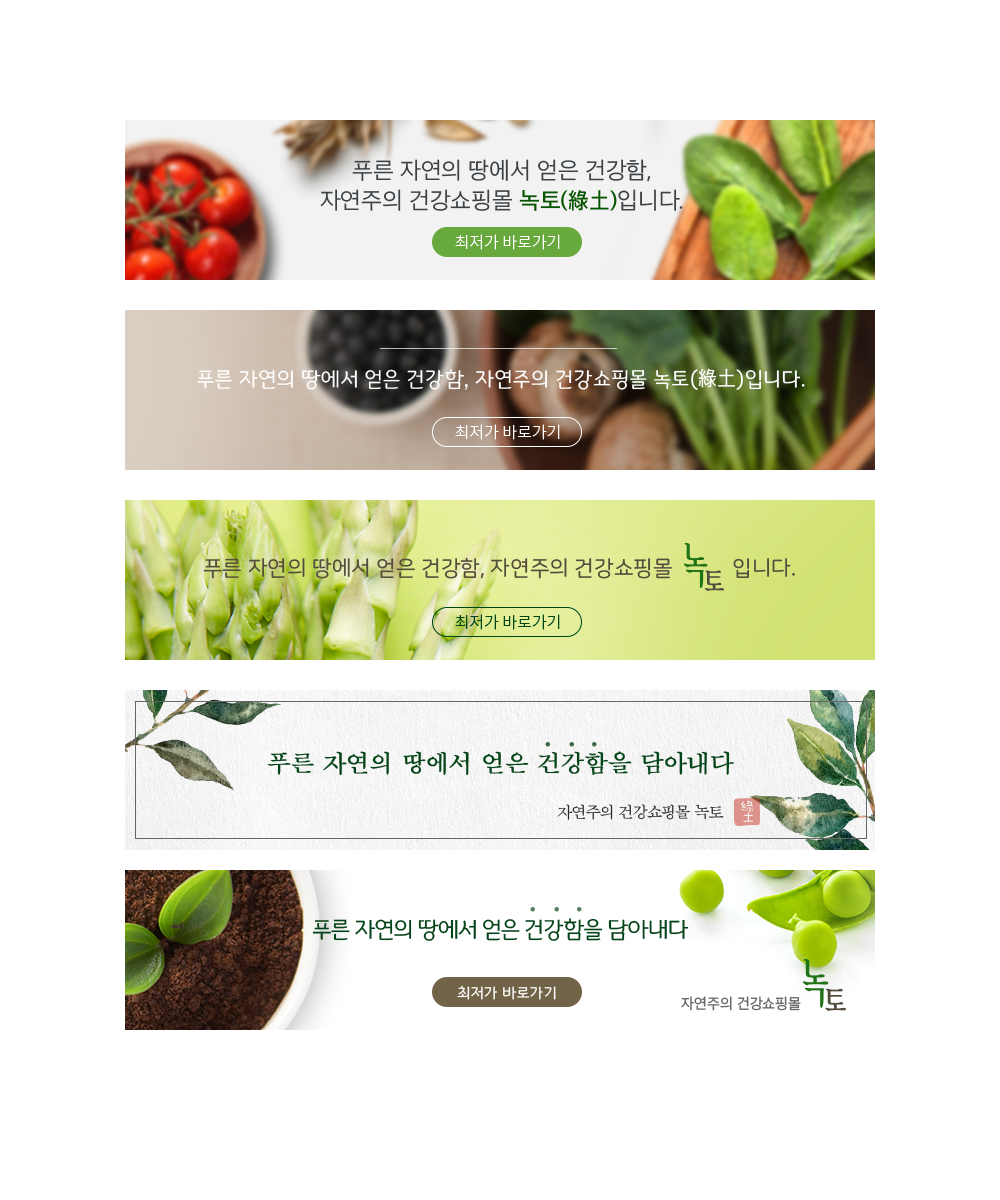 푸른 자연의 땅에서 얻은 건강함,
자연주의 건강쇼핑몰 녹토(綠土)입니다.
최저가 바로가기
푸른 자연의 땅에서 얻은 건강함, 자연주의 건강쇼핑몰 녹토(綠土)입니다.
최저가 바로가기
푸른 자연의 땅에서 얻은 건강함, 자연주의 건강쇼핑몰 녹토 입니다.
최저가 바로가기
푸른 자연의 땅에서 얻은 건강함을 담아내다
자연주의 건강쇼핑몰 녹토 綠土
푸른 자연의 땅에서 얻은 건강함을 담아내다
최저가 바로가기
자연주의 건강쇼핑몰 녹토